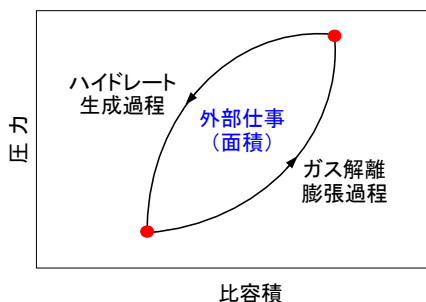 ハイドレート
生成過程
外部仕事
（面積）
ガス解離
膨張過程
圧力
比容積